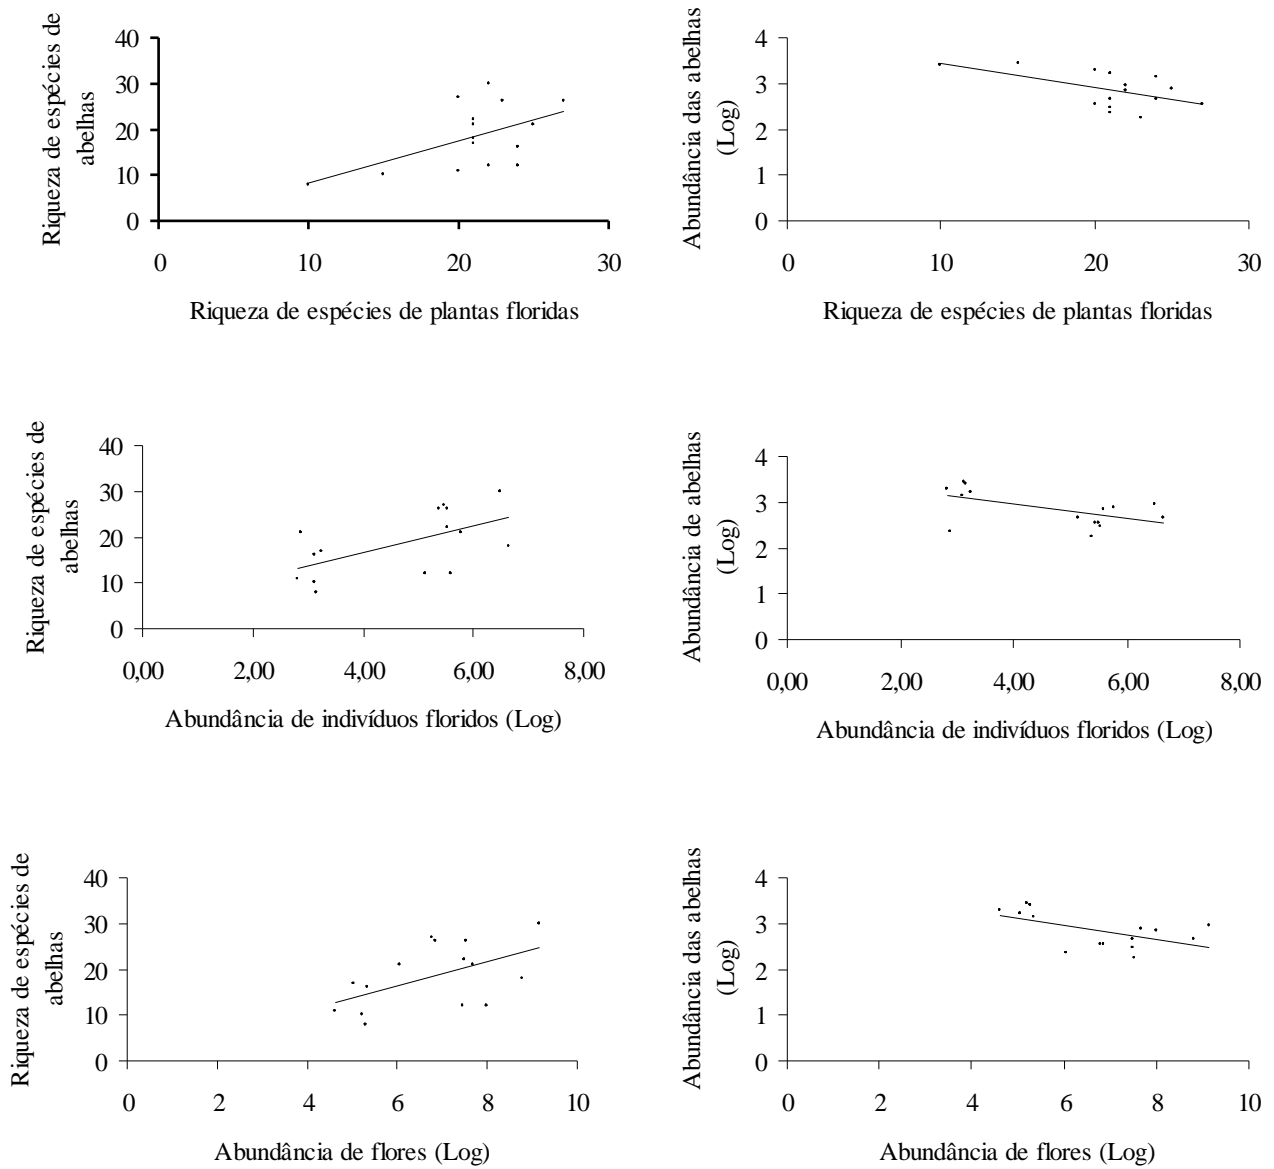 Riqueza de espécies de
abelhas
40
30
20
10
0
0 10 20 30
Riqueza de espécies de plantas floridas
Abundância das abelhas
(Log)
4
3
2
1
0
0 10 20 30
Riqueza de espécies de plantas floridas
Riqueza de espécies de
abelhas
40
30
20
10
0
0,00 2,00 4,00 6,00 8,00
Abundância de indivíduos floridos (Log)
Abundância de abelhas
(Log)
4
3
2
1
0
0,00 2,00 4,00 6,00 8,00
Abundância de indivíduos floridos (Log)
Riqueza de espécies de
abelhas
40
30
20
10
0
0 2 4 6 8 10
Abundância de flores (Log)
Abundância das abelhas
(Log)
4
3
2
1
0
0 2 4 6 8 10
Abundância de flores (Log)